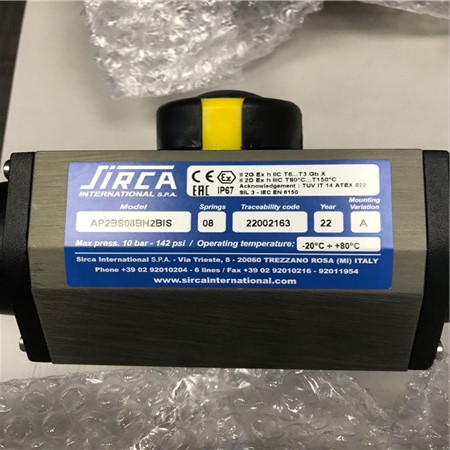 SIRCA
INTERNATIONAL S.P.A.
CE Ex II 2G Ex h IIC T6...T3 Gb X
II 2D Ex h IIIC T80°C...T150°C
EAC IP67 Acknowledgement : TUV IT 14 ATEX 022
SIL 3 - IEC EN 6150
Model Springs Traceability code Year Mounting Variation
AP2BS08BH2BIS 08 22002163 22 A
Max press. 10 bar - 142 psi / Operating temperature: -20°C ÷ +80°C
Sirca International S.P.A. - Via Trieste, 8 - 20060 TREZZANO ROSA (MI) ITALY
Phone +39 02 92010204 - 6 lines / Fax +39 02 92010216 - 92011954
www.sircainternational.com